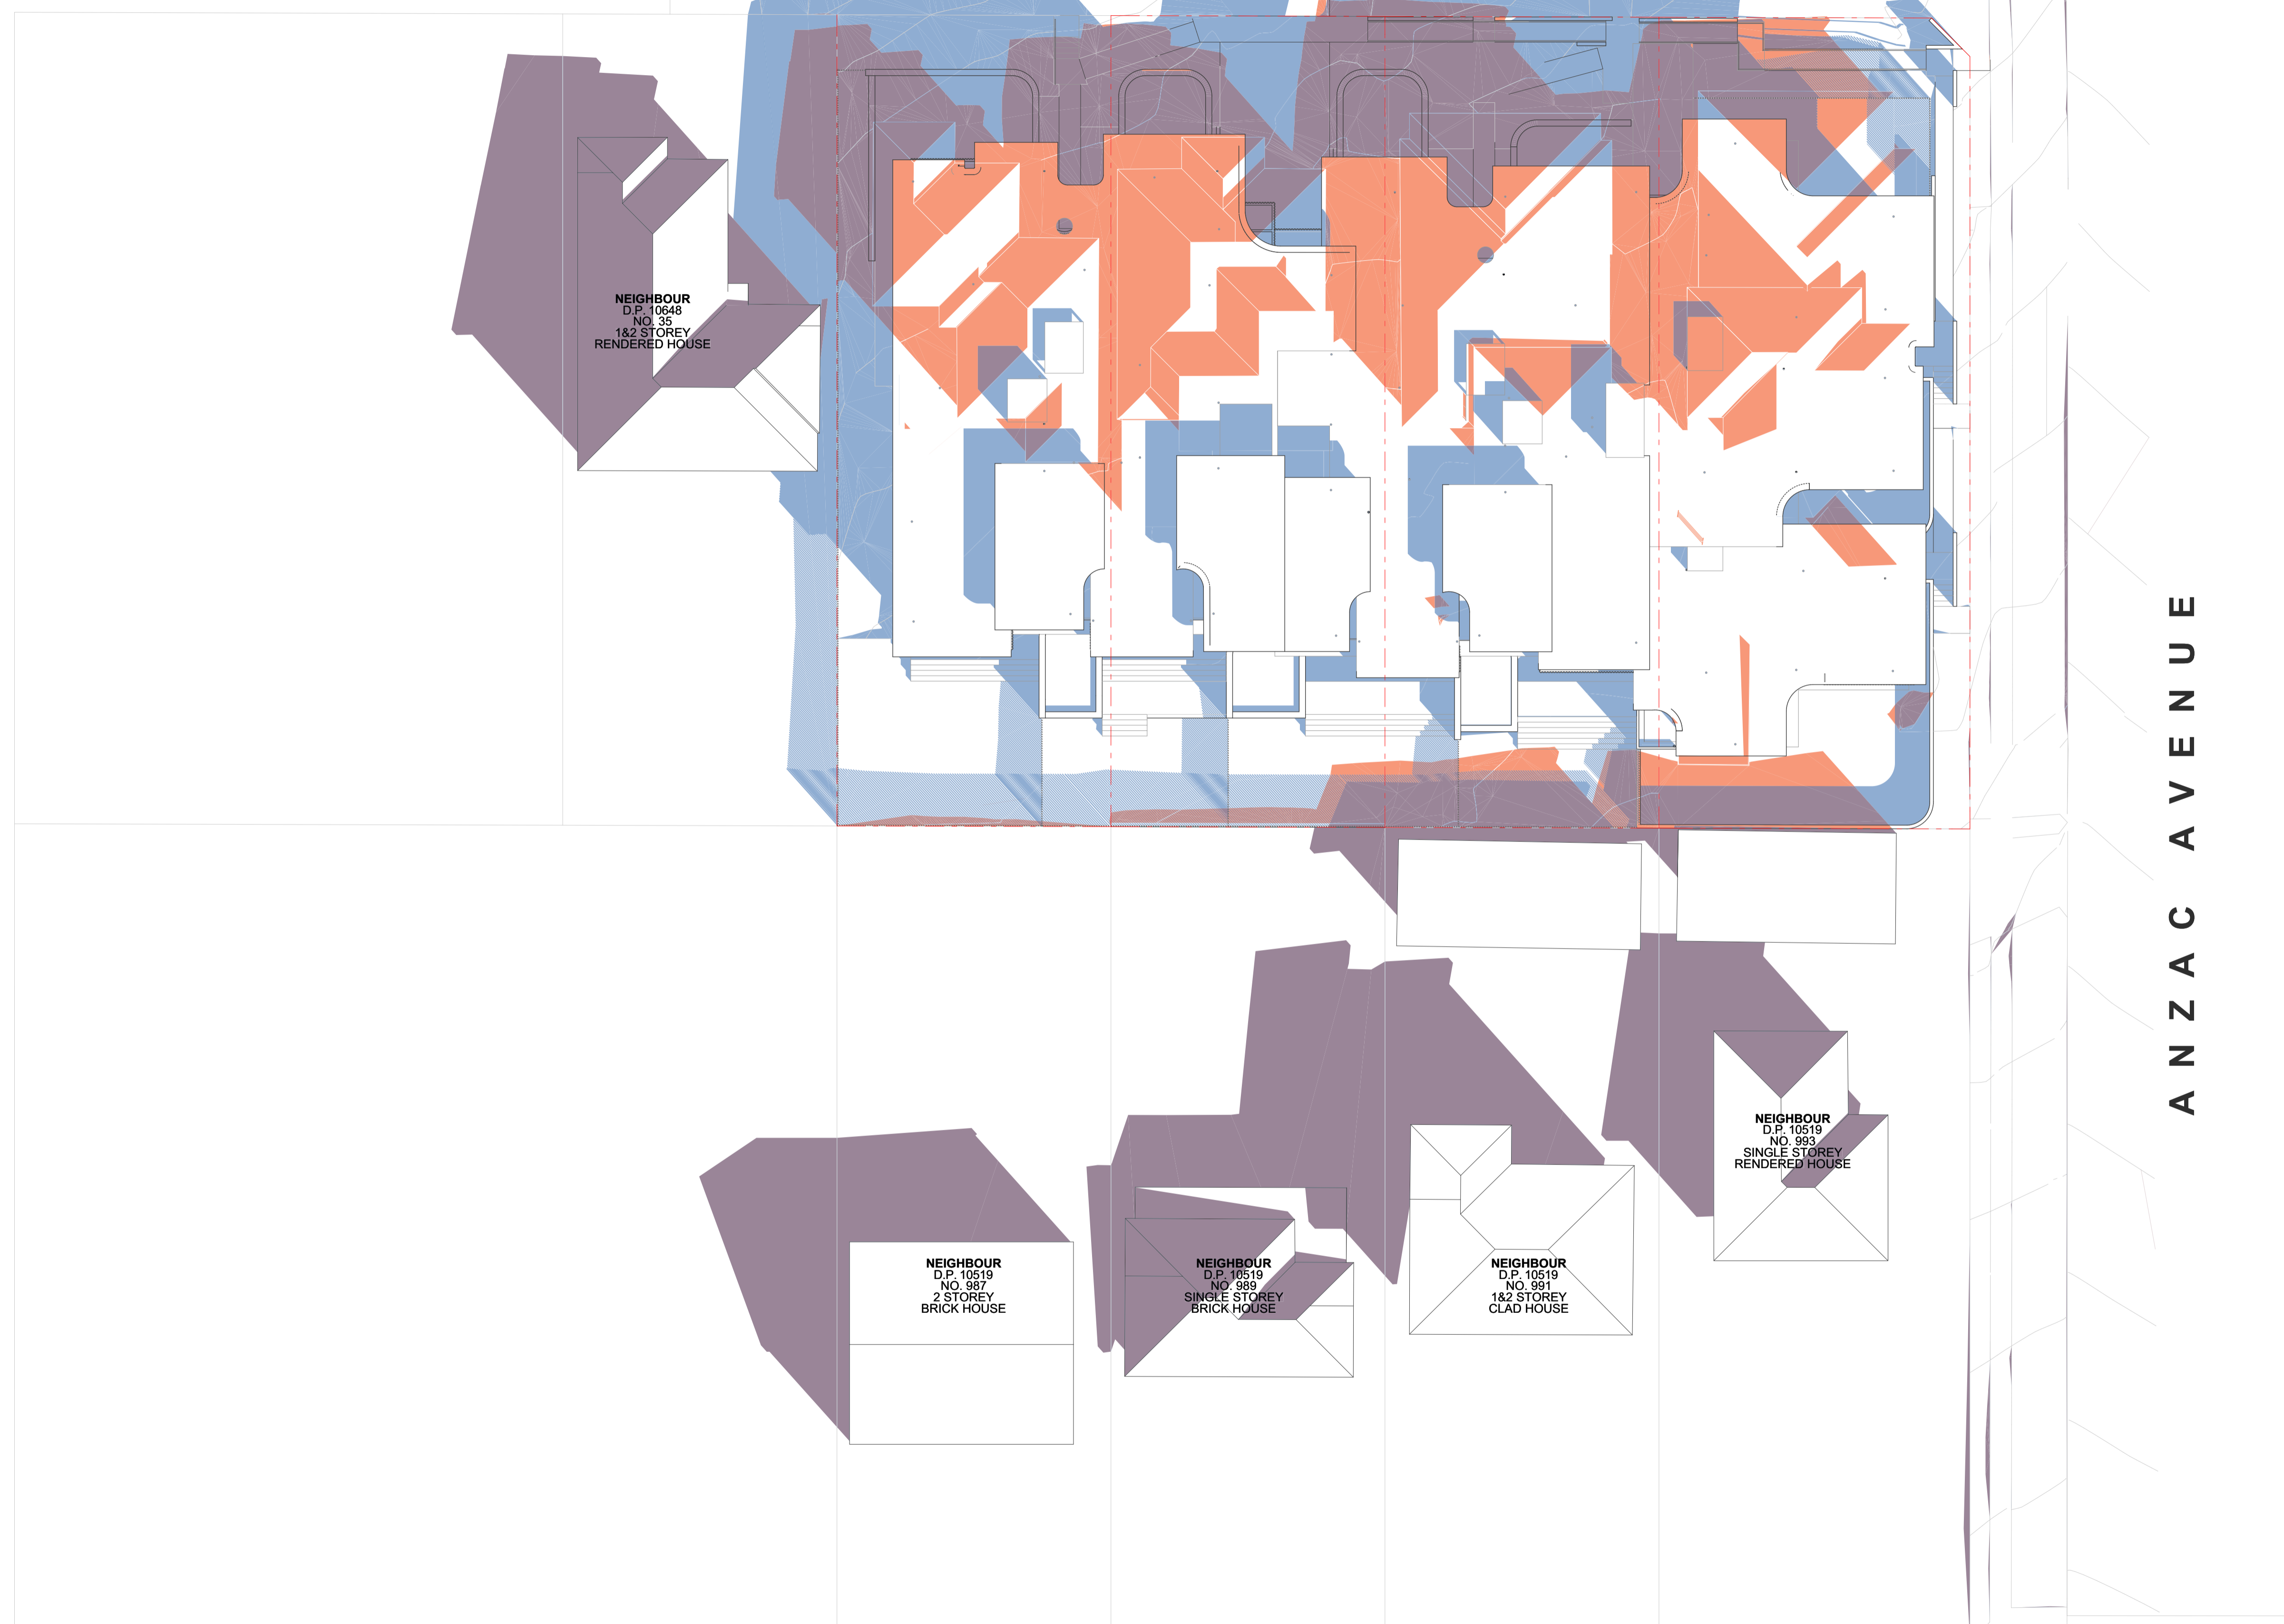 NEIGHBOUR
D.P. 10648
NO. 35
1&2 STOREY
RENDERED HOUSE
ANZAC AVENUE
NEIGHBOUR
D.P. 10519
NO. 993
SINGLE STOREY
RENDERED HOUSE
NEIGHBOUR
D.P. 10519
NO. 987
2 STOREY
BRICK HOUSE
NEIGHBOUR
D.P. 10519
NO. 989
SINGLE STOREY
BRICK HOUSE
NEIGHBOUR
D.P. 10519
NO. 991
1&2 STOREY
CLAD HOUSE